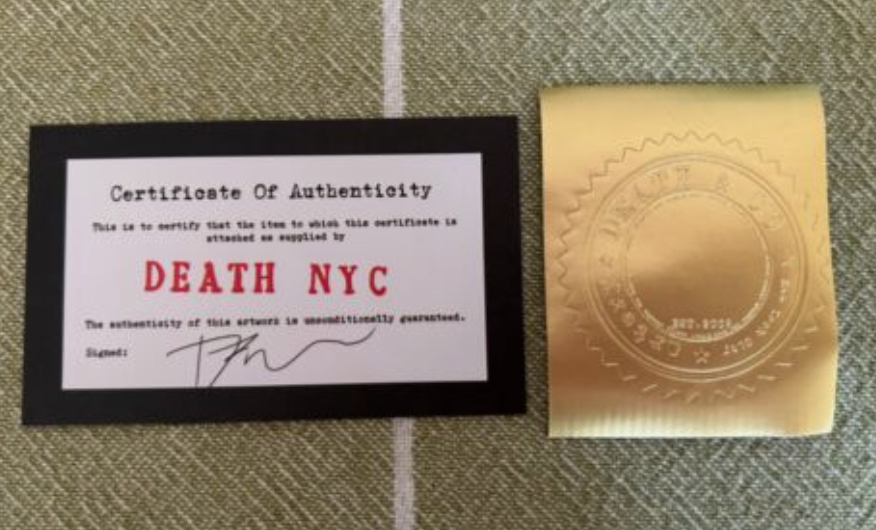 Certificate Of Authenticity
This is to certify that the item to which this certificate is
attached as supplied by
DEATH NYC
The authenticity of this artwork is unconditionally guaranteed.
Signed:
DEATH